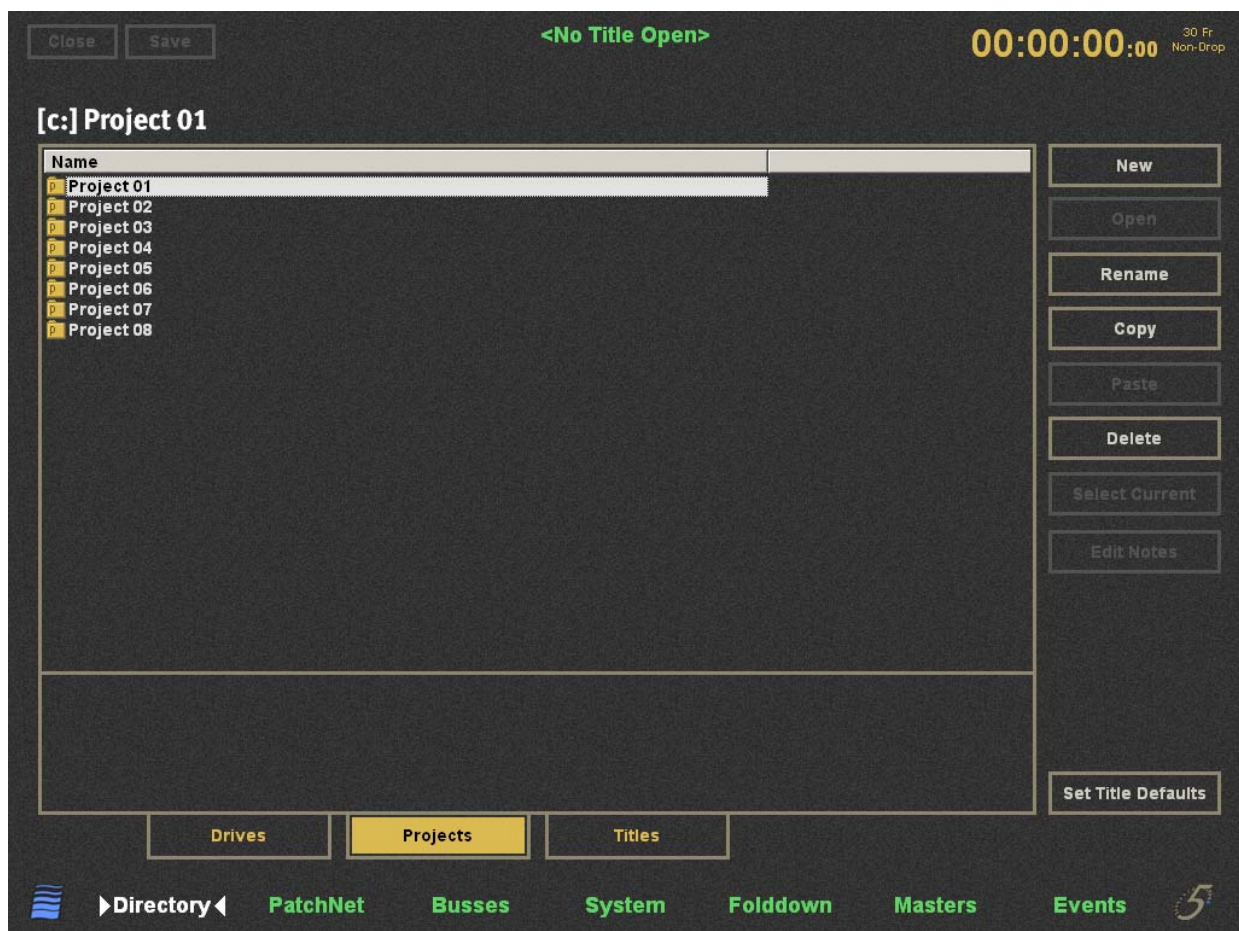 Close Save <No Title Open> 00:00:00:00 30 Fr
Non-Drop
[c:] Project 01
Name
New
Project 01
Project 02
Open
Project 03
Project 04
Project 05
Rename
Project 06
Project 07
Project 08
Copy
Paste
Delete
Select Current
Edit Notes
Set Title Defaults
Drives Projects Titles
Directory PatchNet Busses System Folddown Masters Events 5